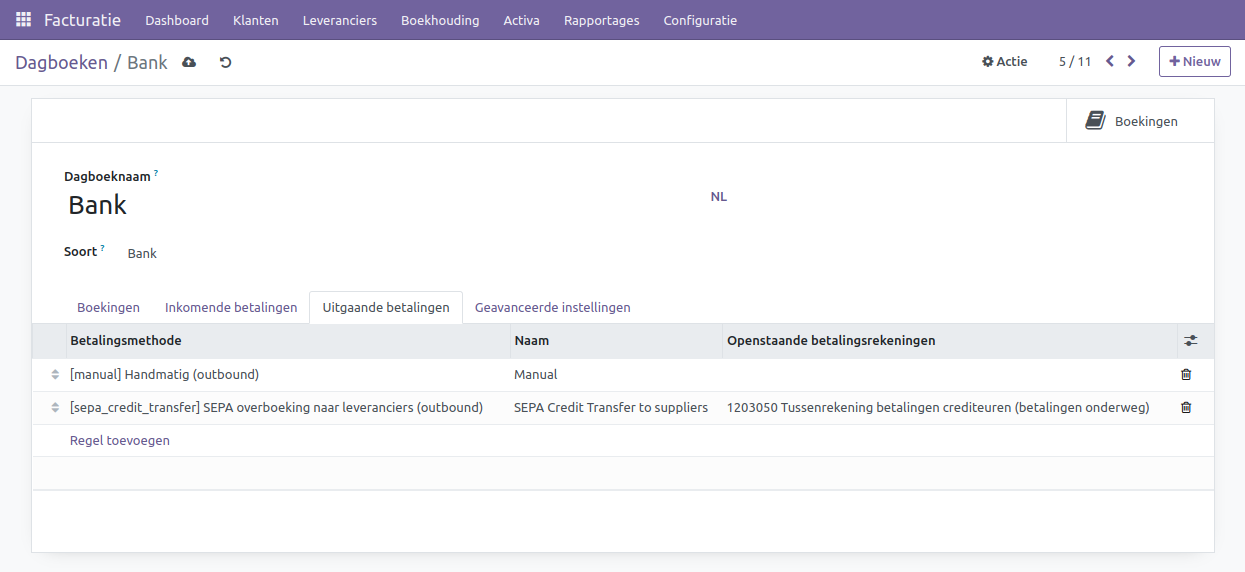 Facturatie Dashboard Klanten Leveranciers Boekhouding Activa Rapportages Configuratie
Dagboeken / Bank Actie 5 / 11 Nieuw
Boekingen
Dagboeknaam ?
Bank NL
Soort ? Bank
Boekingen Inkomende betalingen Uitgaande betalingen Geavanceerde instellingen
Betalingsmethode Naam Openstaande betalingsrekeningen
[manual] Handmatig (outbound) Manual
[sepa_credit_transfer] SEPA overboeking naar leveranciers (outbound) SEPA Credit Transfer to suppliers 1203050 Tussenrekening betalingen crediteuren (betalingen onderweg)
Regel toevoegen